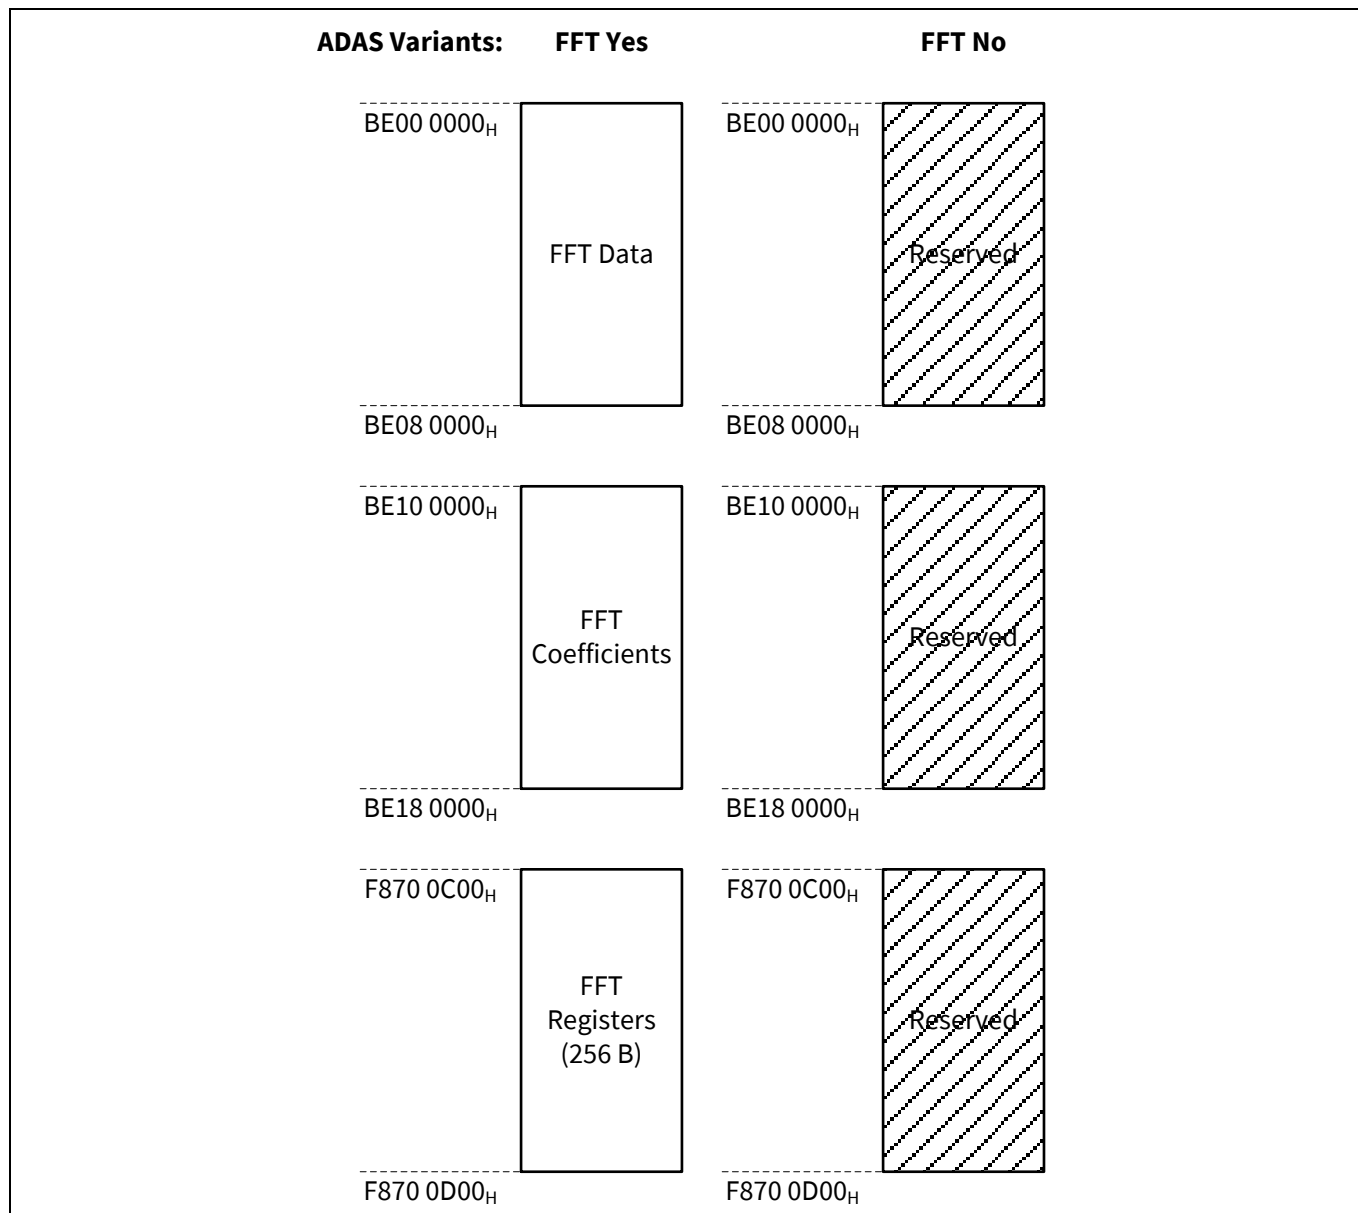 ADAS Variants: FFT Yes FFT No
BE00 0000H BE00 0000H
FFT Data Reserved
BE08 0000H BE08 0000H
BE10 0000H BE10 0000H
FFT
Coefficients Reserved
BE18 0000H BE18 0000H
F870 0C00H F870 0C00H
FFT
Registers Reserved
(256 B)
F870 0D00H F870 0D00H